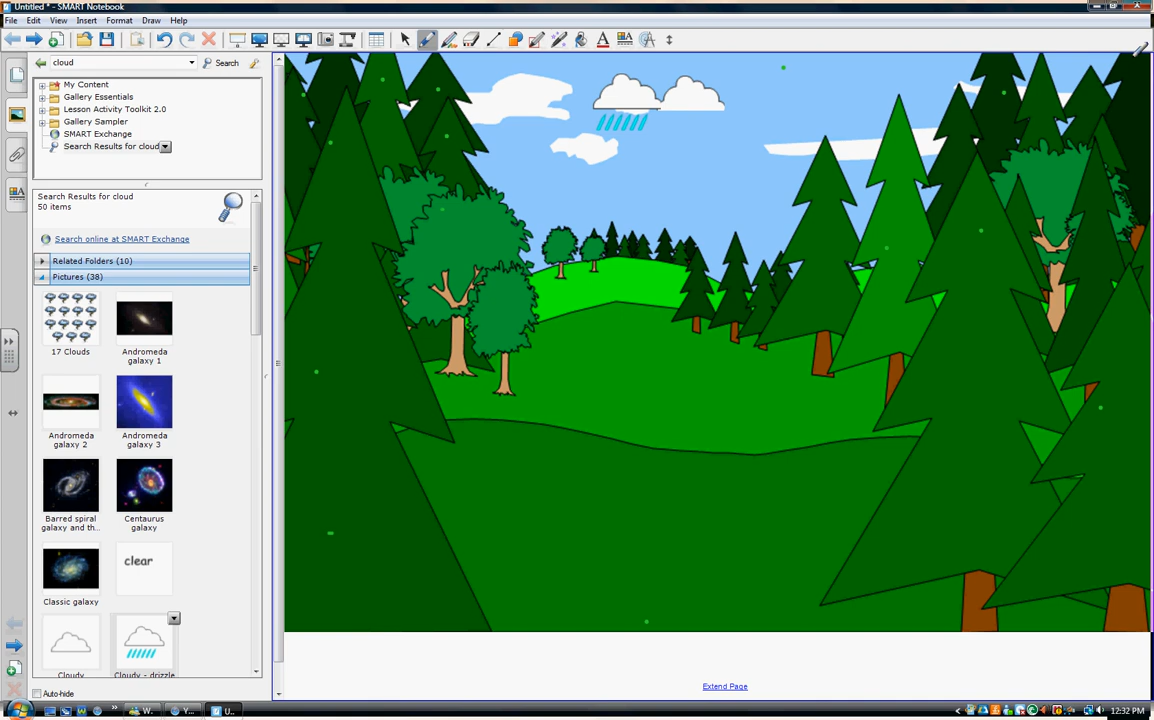 Untitled * - SMART Notebook
File Edit View Insert Format Draw Help
cloud Search
My Content
Gallery Essentials
Lesson Activity Toolkit 2.0
Gallery Sampler
SMART Exchange
Search Results for cloud
Search Results for cloud
50 items
Search online at SMART Exchange
Related Folders (10)
Pictures (38)
17 Clouds
Andromeda
galaxy 1
Andromeda
galaxy 2
Andromeda
galaxy 3
Barred spiral
galaxy and th...
Centaurus
galaxy
Classic galaxy
clear
Cloudy
Cloudy - drizzle
Auto-hide
Extend Page
W... Y... U... 12:32 PM